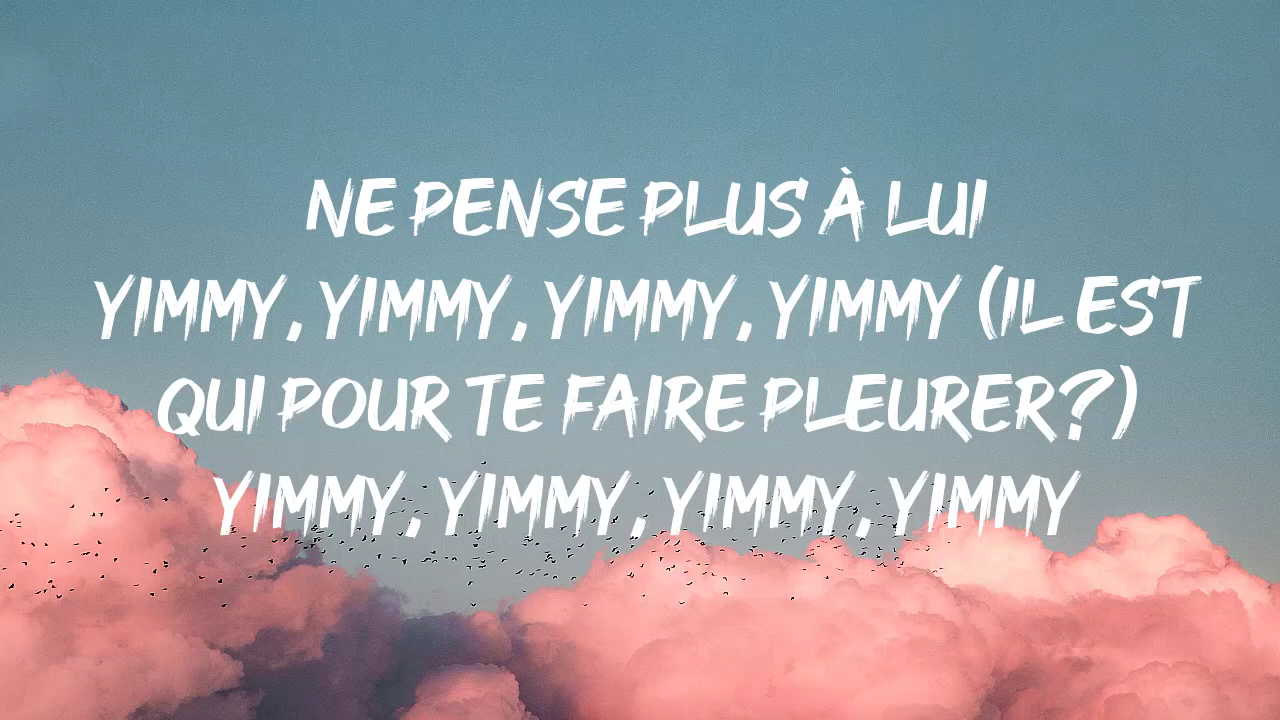 NE PENSE PLUS À LUI
YIMMY, YIMMY, YIMMY, YIMMY (IL EST
QUI POUR TE FAIRE PLEURER?)
YIMMY, YIMMY, YIMMY, YIMMY